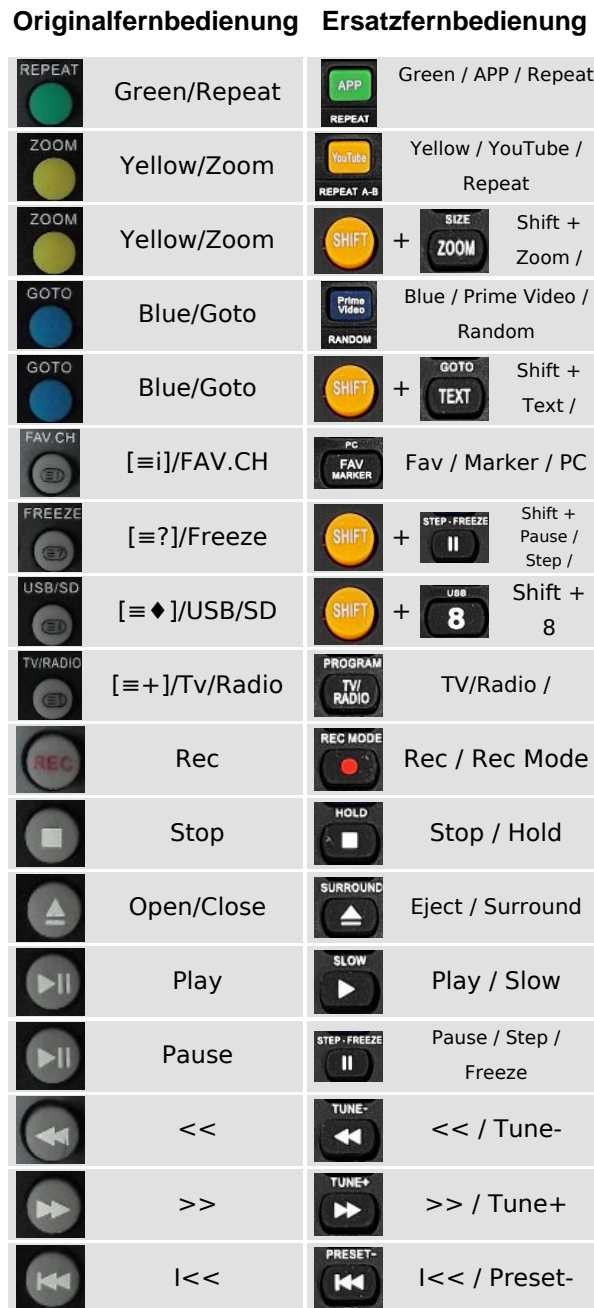 Originalfernbedienung Ersatzfernbedienung
REPEAT
Green/Repeat
APP
REPEAT
Green / APP / Repeat
ZOOM
Yellow/Zoom
YouTube
REPEAT A-B
Yellow / YouTube /
Repeat
ZOOM
Yellow/Zoom
SHIFT
+
SIZE
ZOOM
Shift +
Zoom /
GOTO
Blue/Goto
Prime
Video
RANDOM
Blue / Prime Video /
Random
GOTO
Blue/Goto
SHIFT
+
GOTO
TEXT
Shift +
Text /
FAV.CH
[≡i]/FAV.CH
PC
FAV
MARKER
Fav / Marker / PC
FREEZE
[≡?]/Freeze
SHIFT
+
STEP-FREEZE
Shift +
Pause /
Step /
USB/SD
[≡♦]/USB/SD
SHIFT
+
USB
8
Shift +
8
TV/RADIO
[≡+]/Tv/Radio
PROGRAM
TV/
RADIO
TV/Radio /
REC
Rec
REC MODE
Rec / Rec Mode
Stop
HOLD
Stop / Hold
Open/Close
SURROUND
Eject / Surround
Play
SLOW
Play / Slow
Pause
STEP-FREEZE
Pause / Step /
Freeze
<<
TUNE-
<< / Tune-
>>
TUNE+
>> / Tune+
I<<
PRESET-
I<< / Preset-